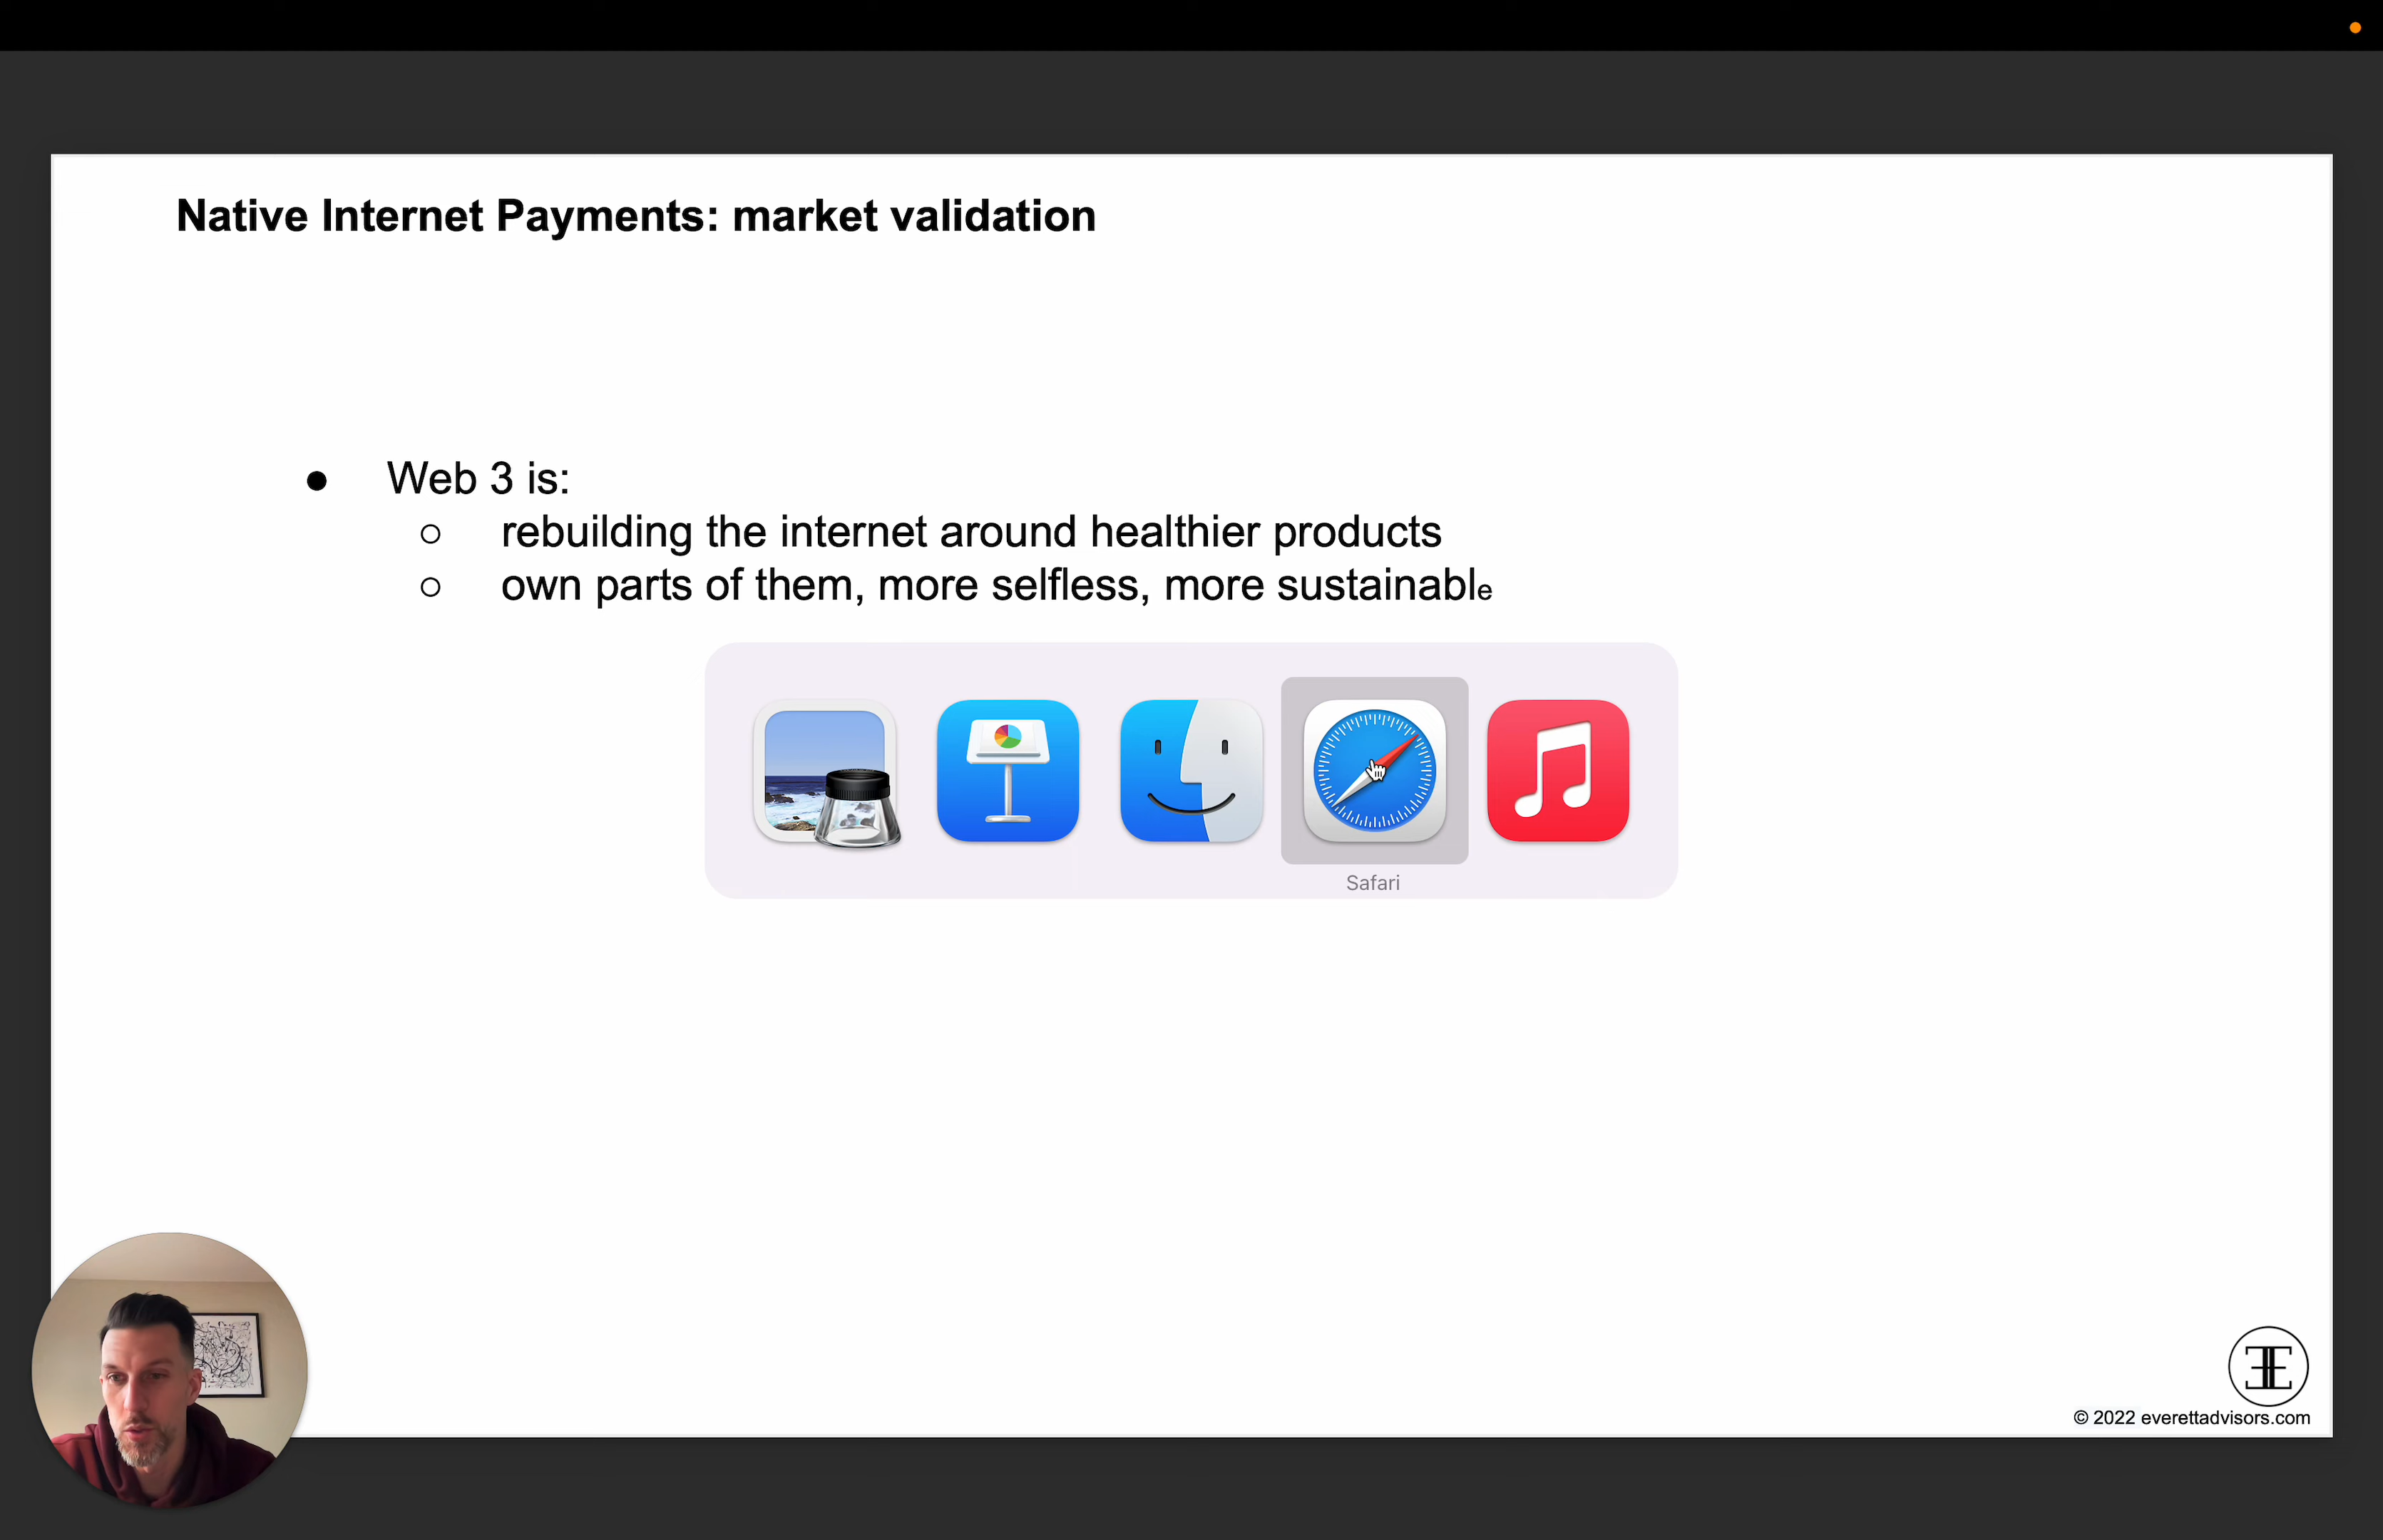 Native Internet Payments: market validation
● Web 3 is:
○ rebuilding the internet around healthier products
○ own parts of them, more selfless, more sustainable
Safari
© 2022 everettadvisors.com